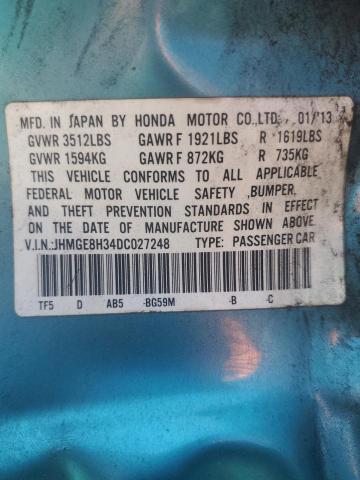 MFD. IN JAPAN BY HONDA MOTOR CO.,LTD. 01/13
GVWR 3512LBS GAWR F 1921LBS R 1619LBS
GVWR 1594KG GAWR F 872KG R 735KG
THIS VEHICLE CONFORMS TO ALL APPLICABLE
FEDERAL MOTOR VEHICLE SAFETY ,BUMPER,
AND THEFT PREVENTION STANDARDS IN EFFECT
ON THE DATE OF MANUFACTURE SHOWN ABOVE.
V.I.N.:JHMGE8H34DC027248 TYPE: PASSENGER CAR
TF5 D AB5 -BG59M -B -C